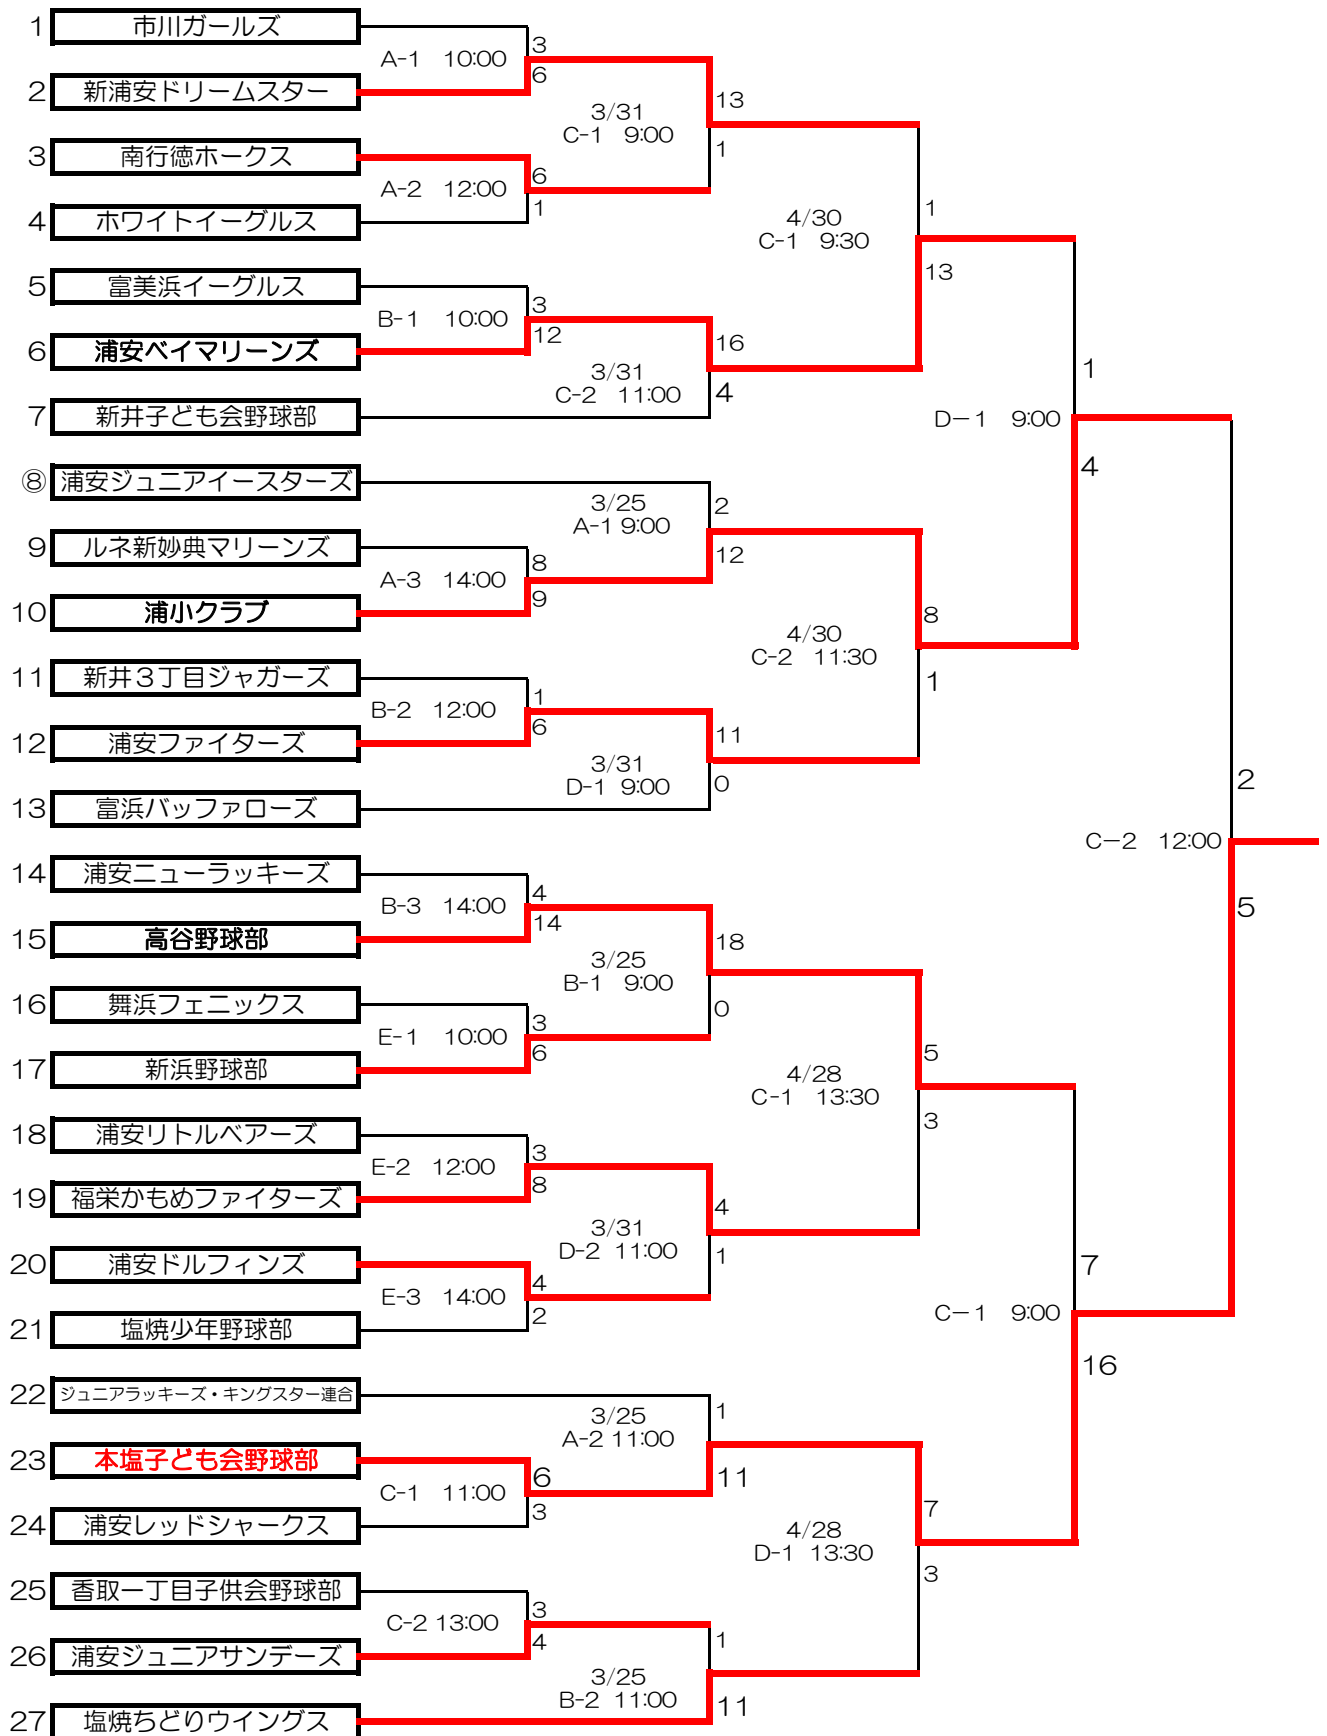 1 市川ガールズ
A-1 10:00
3
6
2 新浦安ドリームスター
3/31
C-1 9:00
13
1
3 南行徳ホークス
A-2 12:00
6
1
4 ホワイトイーグルス
4/30
C-1 9:30
1
13
5 富美浜イーグルス
B-1 10:00
3
12
6 浦安ベイマリーンズ
3/31
C-2 11:00
16
4
7 新井子ども会野球部
D-1 9:00
1
4
⑧ 浦安ジュニアイースターズ
3/25
A-1 9:00
2
12
9 ルネ新妙典マリーンズ
A-3 14:00
8
9
10 浦小クラブ
4/30
C-2 11:30
8
1
11 新井3丁目ジャガーズ
B-2 12:00
1
6
12 浦安ファイターズ
3/31
D-1 9:00
11
0
13 富浜バッファローズ
C-2 12:00
2
5
14 浦安ニューラッキーズ
B-3 14:00
4
14
15 高谷野球部
3/25
B-1 9:00
18
0
16 舞浜フェニックス
E-1 10:00
3
6
17 新浜野球部
4/28
C-1 13:30
5
3
18 浦安リトルベアーズ
E-2 12:00
3
8
19 福栄かもめファイターズ
3/31
D-2 11:00
4
1
20 浦安ドルフィンズ
E-3 14:00
4
2
21 塩焼少年野球部
C-1 9:00
7
16
22 ジュニアラッキーズ・キングスター連合
3/25
A-2 11:00
1
11
23 本塩子ども会野球部
C-1 11:00
6
3
24 浦安レッドシャークス
4/28
D-1 13:30
7
3
25 香取一丁目子供会野球部
C-2 13:00
3
4
26 浦安ジュニアサンデーズ
3/25
B-2 11:00
1
11
27 塩焼ちどりウイングス